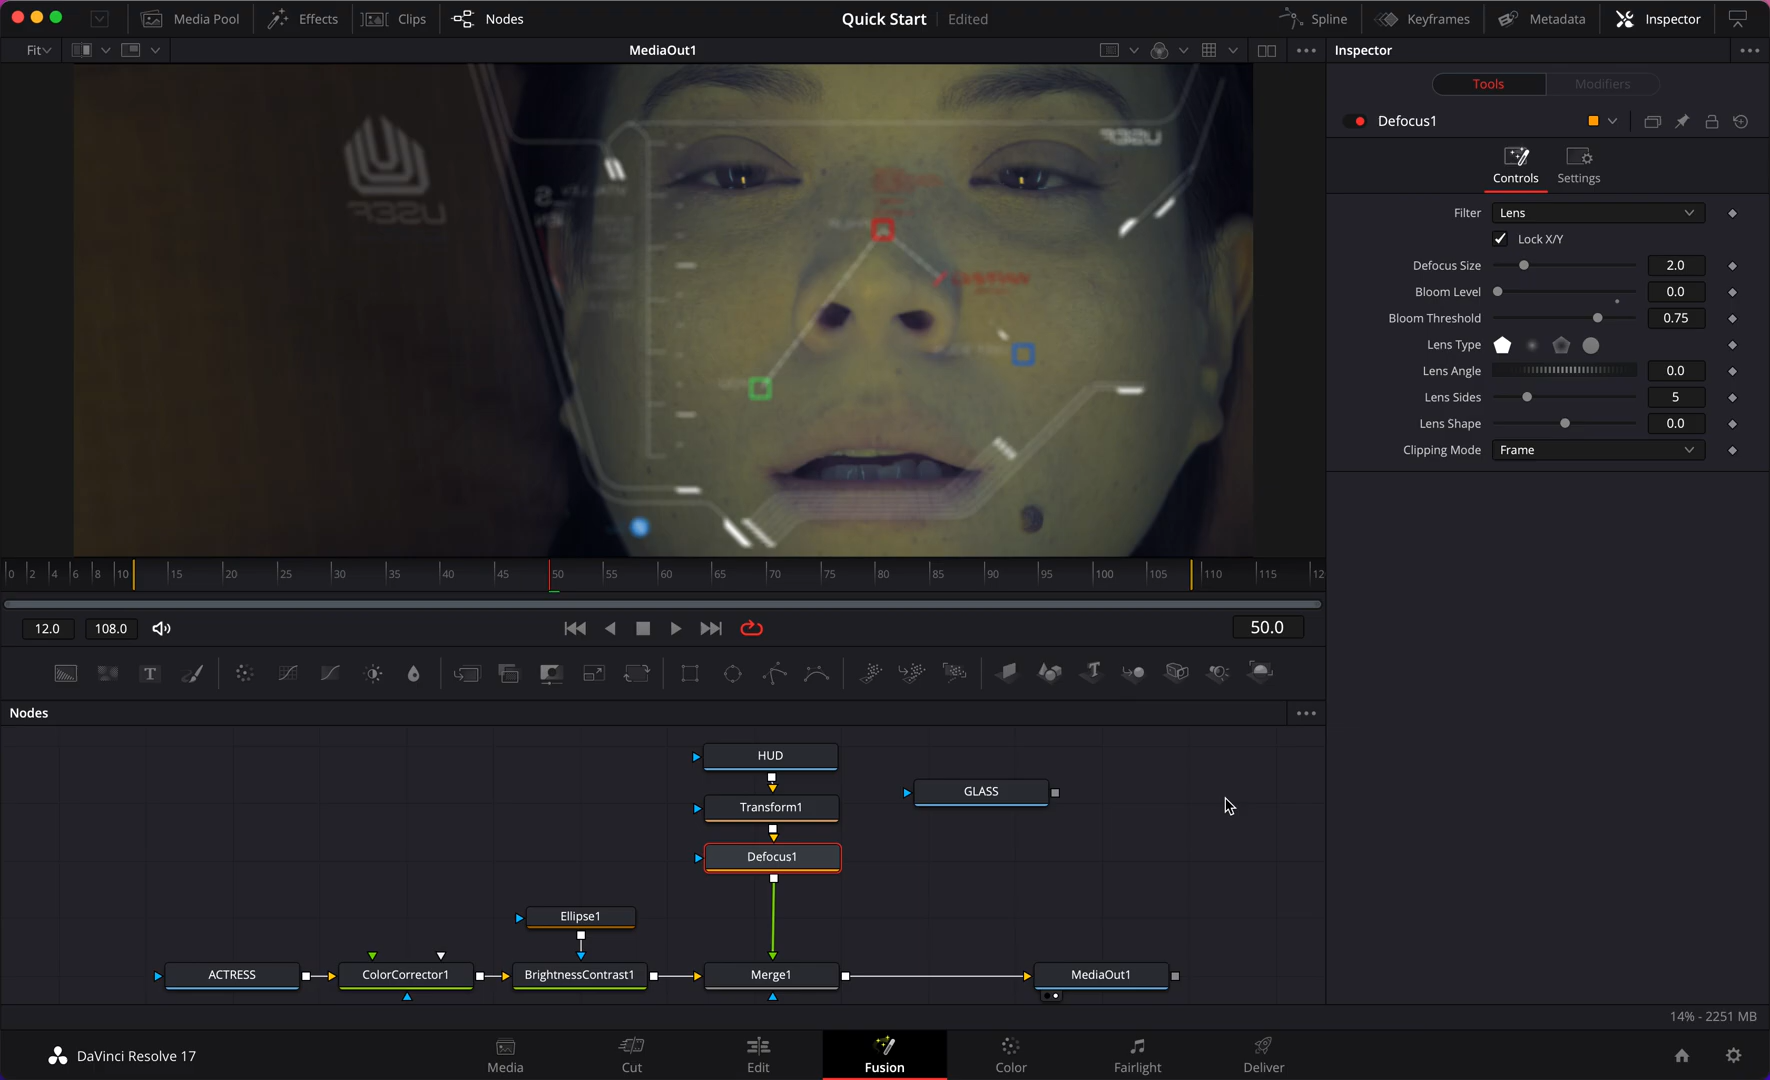 Media Pool
Effects
Clips
Nodes
Quick Start
Edited
Spline
Keyframes
Metadata
Inspector
Fit
MediaOut1
Inspector
Tools
Modifiers
Defocus1
Controls
Settings
Filter
Lens
Lock X/Y
Defocus Size
2.0
Bloom Level
0.0
Bloom Threshold
0.75
Lens Type
Lens Angle
0.0
Lens Sides
5
Lens Shape
0.0
Clipping Mode
Frame
0 2 4 6 8 10 15 20 25 30 35 40 45 50 55 60 65 70 75 80 85 90 95 100 105 110 115 12
12.0
108.0
50.0
Nodes
HUD
Transform1
Defocus1
GLASS
Ellipse1
ACTRESS
ColorCorrector1
BrightnessContrast1
Merge1
MediaOut1
14% - 2251 MB
DaVinci Resolve 17
Media
Cut
Edit
Fusion
Color
Fairlight
Deliver